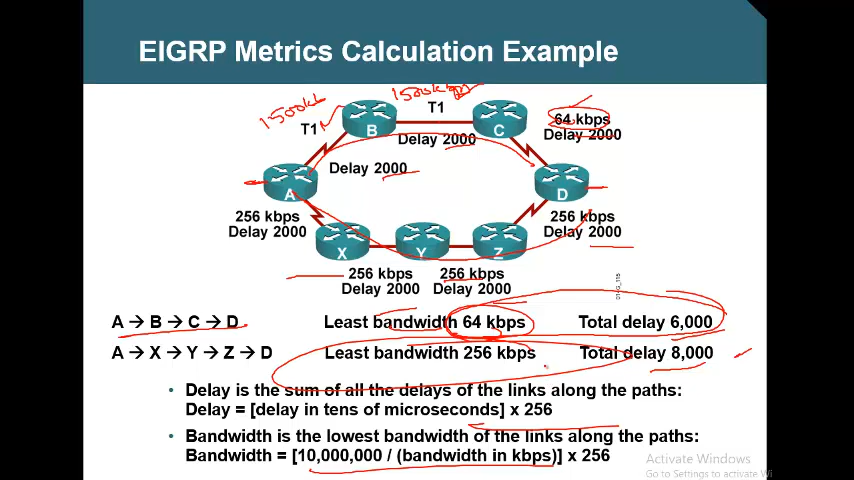 EIGRP Metrics Calculation Example
1500kb
1500kb
T1
T1
B
C
64 kbps
Delay 2000
Delay 2000
Delay 2000
A
D
256 kbps
Delay 2000
256 kbps
Delay 2000
X
Y
Z
256 kbps
Delay 2000
256 kbps
Delay 2000
A → B → C → D Least bandwidth 64 kbps Total delay 6,000
A → X → Y → Z → D Least bandwidth 256 kbps Total delay 8,000
• Delay is the sum of all the delays of the links along the paths:
Delay = [delay in tens of microseconds] x 256
• Bandwidth is the lowest bandwidth of the links along the paths:
Bandwidth = [10,000,000 / (bandwidth in kbps)] x 256
Activate Windows
Go to Settings to activate Wi